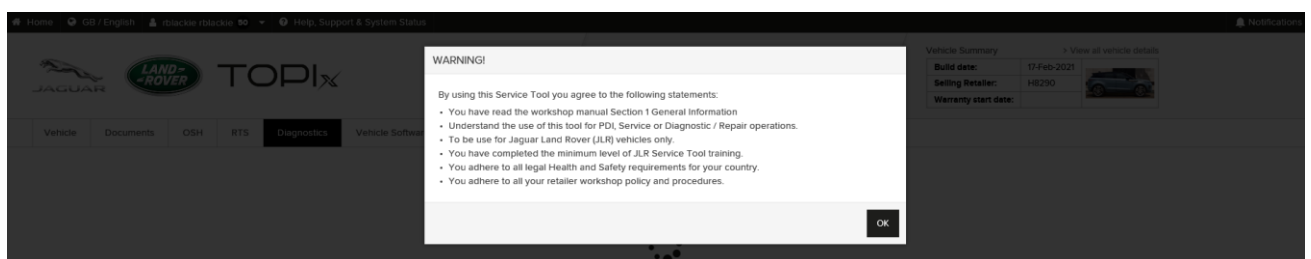 Home GB / English rblackie rblackie 50 Help, Support & System Status Notifications
JAGUAR
LAND-
-ROVER
TOPIx
Vehicle Summary > View all vehicle details
Build date: 17-Feb-2021
Selling Retailer: H8290
Warranty start date:
Vehicle Documents OSH RTS Diagnostics Vehicle Softwar
WARNING!
By using this Service Tool you agree to the following statements:
• You have read the workshop manual Section 1 General Information
• Understand the use of this tool for PDI, Service or Diagnostic / Repair operations.
• To be use for Jaguar Land Rover (JLR) vehicles only.
• You have completed the minimum level of JLR Service Tool training.
• You adhere to all legal Health and Safety requirements for your country.
• You adhere to all your retailer workshop policy and procedures.
OK